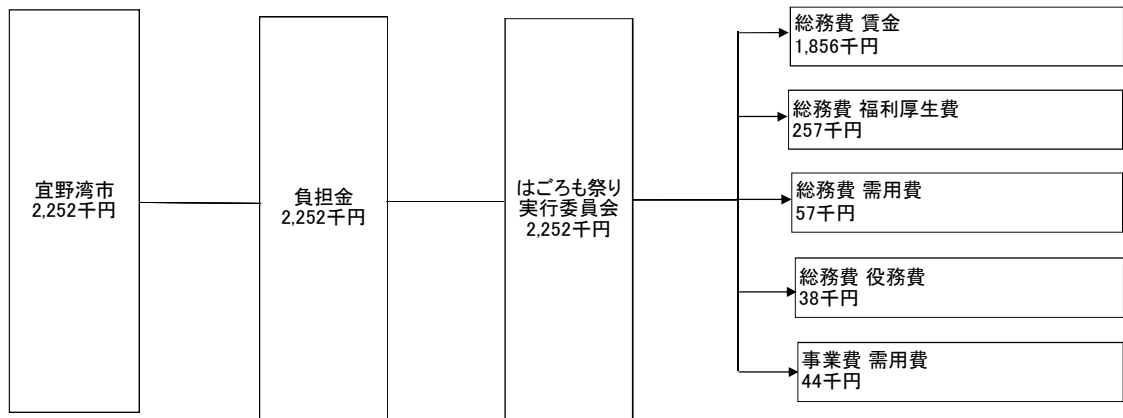 宜野湾市
2,252千円
負担金
2,252千円
はごろも祭り
実行委員会
2,252千円
総務費 賃金
1,856千円
総務費 福利厚生費
257千円
総務費 需用費
57千円
総務費 役務費
38千円
事業費 需用費
44千円